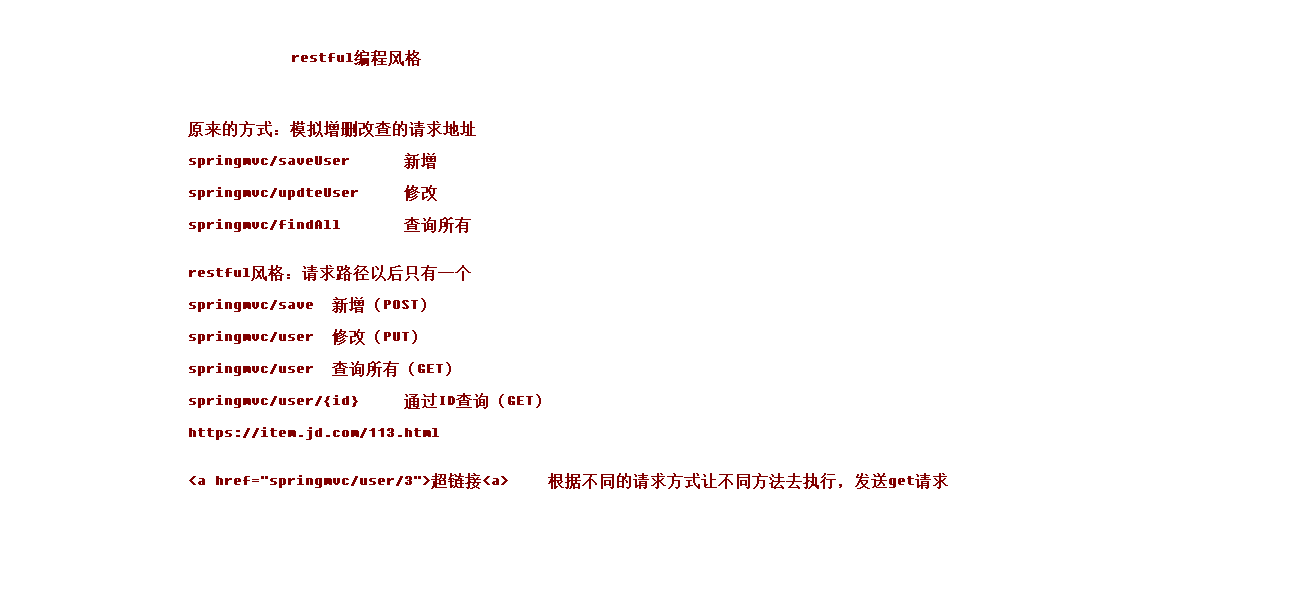 restful编程风格
原来的方式：模拟增删改查的请求地址
springmvc/saveUser 新增
springmvc/updteUser 修改
springmvc/findAll 查询所有
restful风格：请求路径以后只有一个
springmvc/save 新增（POST）
springmvc/user 修改（PUT）
springmvc/user 查询所有（GET）
springmvc/user/{id} 通过ID查询（GET）
https://item.jd.com/113.html
<a href="springmvc/user/3">超链接<a> 根据不同的请求方式让不同方法去执行，发送get请求